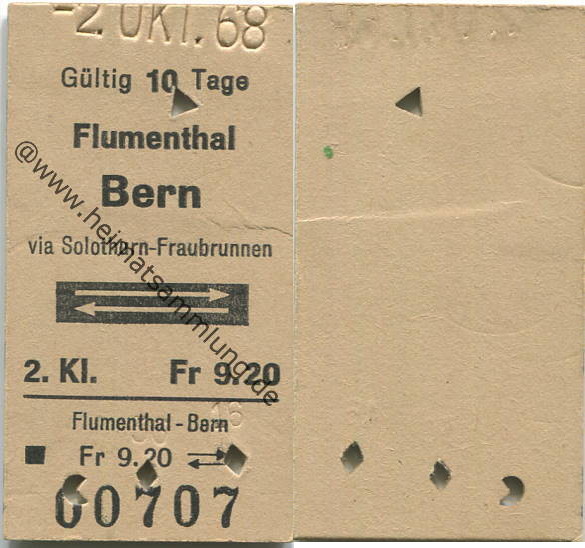 -2. OKT. 68
Gültig 10 Tage
Flumenthal
Bern
via Solothurn-Fraubrunnen
2. Kl. Fr 9.20
Flumenthal - Bern
Fr 9.20
00707
@www.heimatsammlung.de